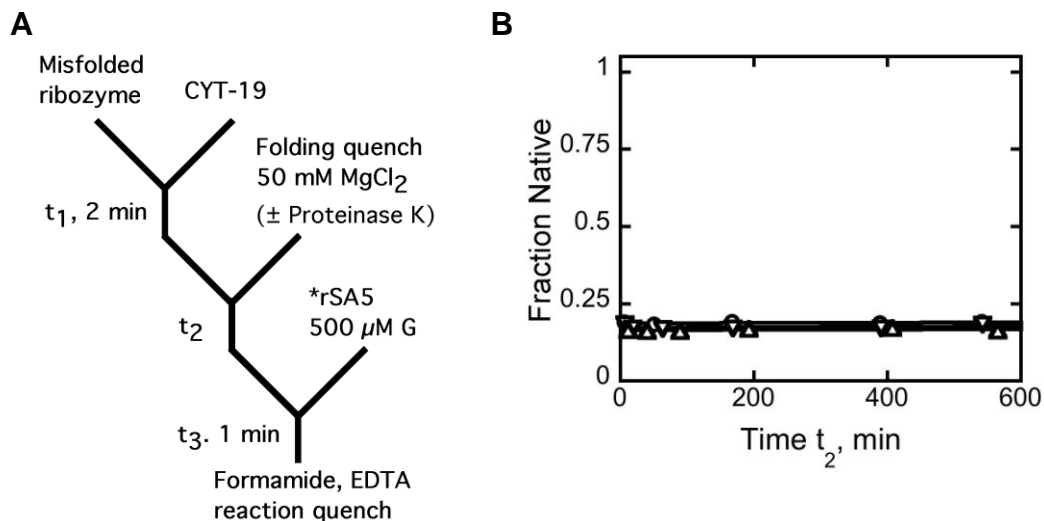 A
Misfolded
ribozyme
CYT-19
Folding quench
50 mM MgCl2
(± Proteinase K)
t1, 2 min
*rSA5
500 µM G
t2
t3. 1 min
Formamide, EDTA
reaction quench
B
Fraction Native
1
0.75
0.5
0.25
0
0 200 400 600
Time t2, min